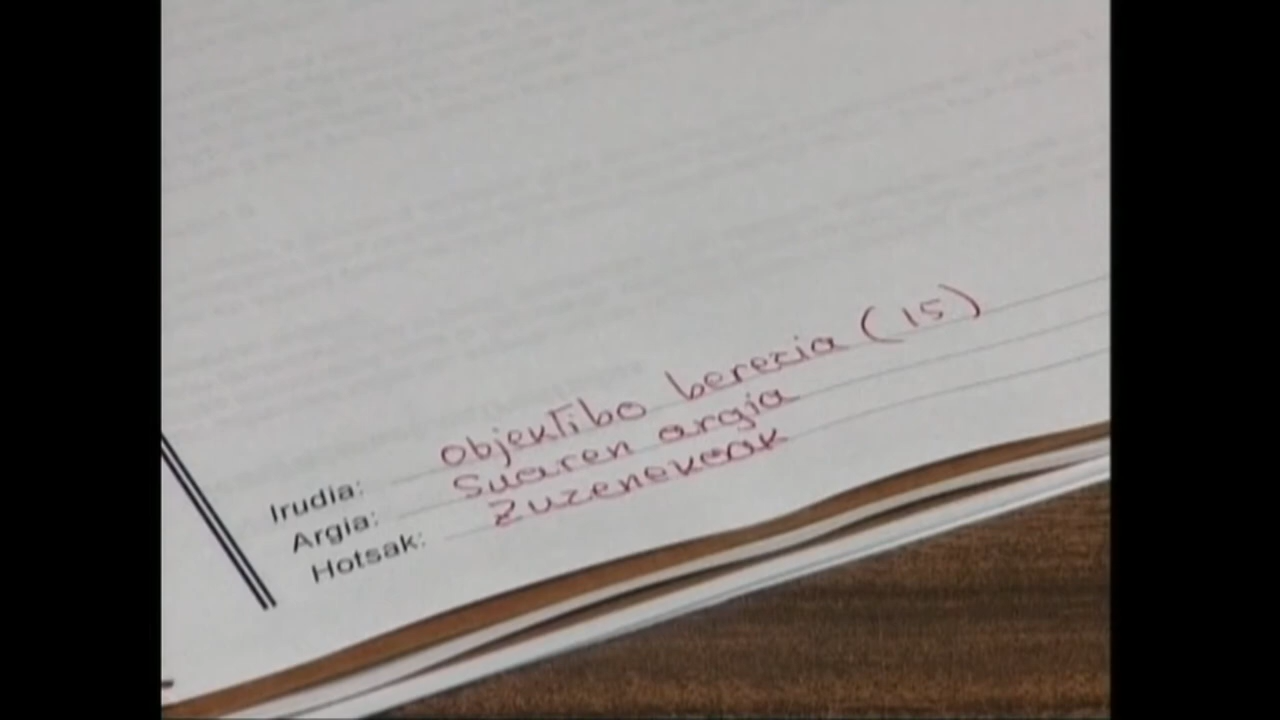 Irudia: Objektibo berezia (15)
Argia: Suaren argia
Hotsak: Zuzenekoak